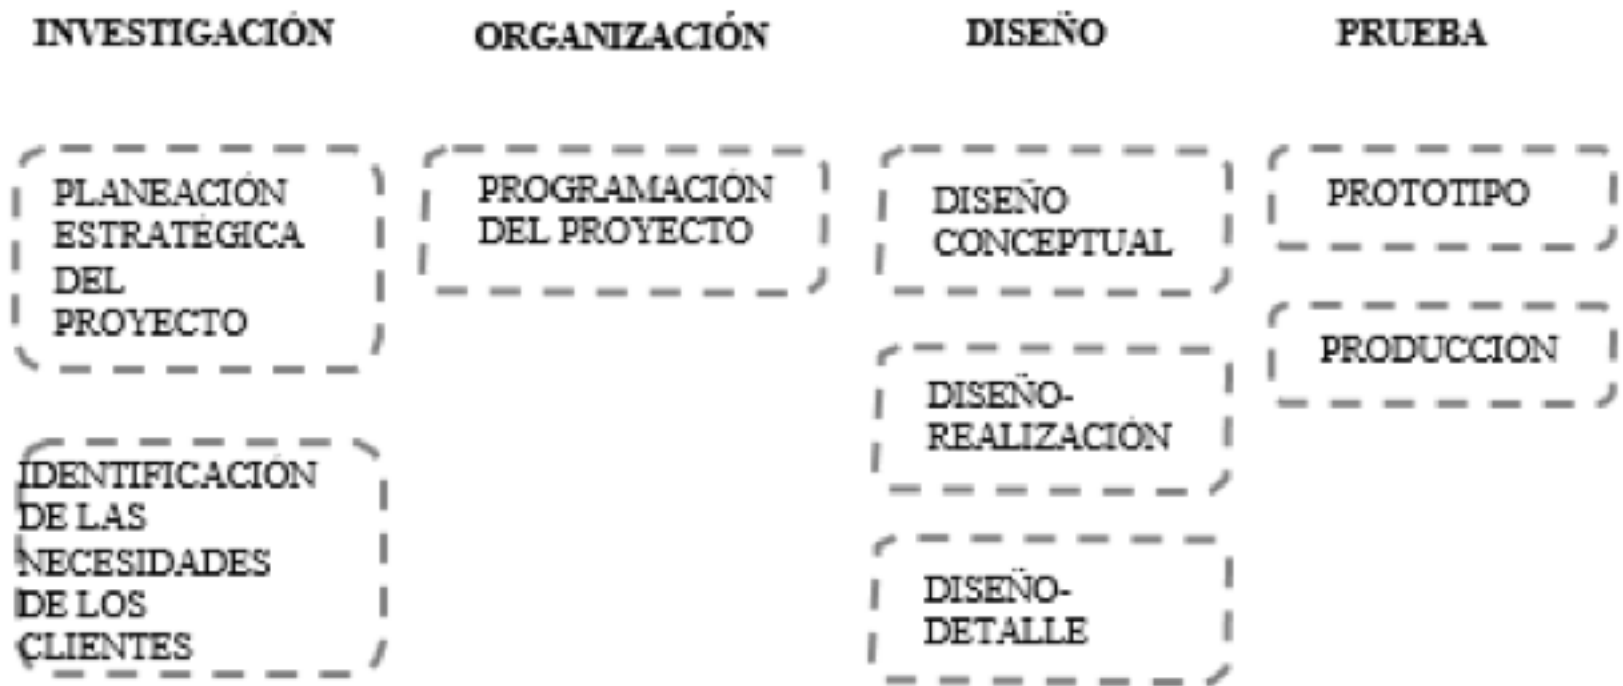 INVESTIGACIÓN
ORGANIZACIÓN
DISEÑO
PRUEBA
PLANEACIÓN
ESTRATÉGICA
DEL
PROYECTO
IDENTIFICACIÓN
DE LAS
NECESIDADES
DE LOS
CLIENTES
PROGRAMACIÓN
DEL PROYECTO
DISEÑO
CONCEPTUAL
DISEÑO-
REALIZACIÓN
DISEÑO-
DETALLE
PROTOTIPO
PRODUCCION